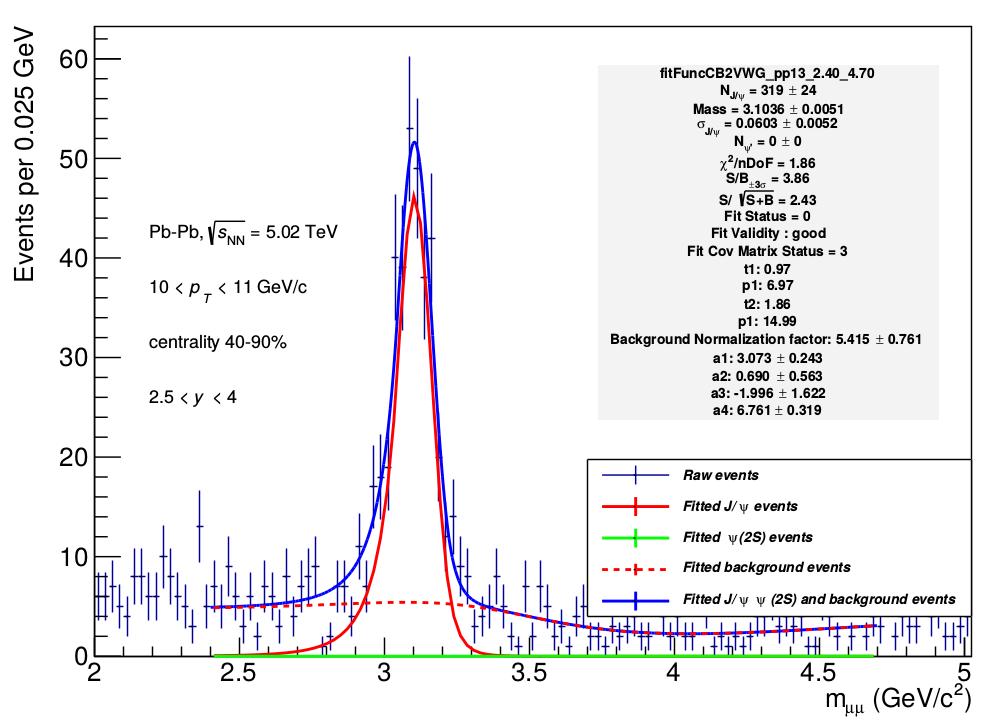 Events per 0.025 GeV
60
50
40
30
20
10
0
2
2.5
3
3.5
4
4.5
5
m_μμ (GeV/c²)
Pb-Pb, √s_NN = 5.02 TeV
10 < p_T < 11 GeV/c
centrality 40-90%
2.5 < y < 4
fitFuncCB2VWG_pp13_2.40_4.70
N_J/ψ = 319 ± 24
Mass = 3.1036 ± 0.0051
σ_J/ψ = 0.0603 ± 0.0052
N_ψ' = 0 ± 0
χ²/nDoF = 1.86
S/B_±3σ = 3.86
S/ √S+B = 2.43
Fit Status = 0
Fit Validity : good
Fit Cov Matrix Status = 3
t1: 0.97
p1: 6.97
t2: 1.86
p1: 14.99
Background Normalization factor: 5.415 ± 0.761
a1: 3.073 ± 0.243
a2: 0.690 ± 0.563
a3: -1.996 ± 1.622
a4: 6.761 ± 0.319
Raw events
Fitted J/ψ events
Fitted ψ(2S) events
Fitted background events
Fitted J/ψ ψ (2S) and background events